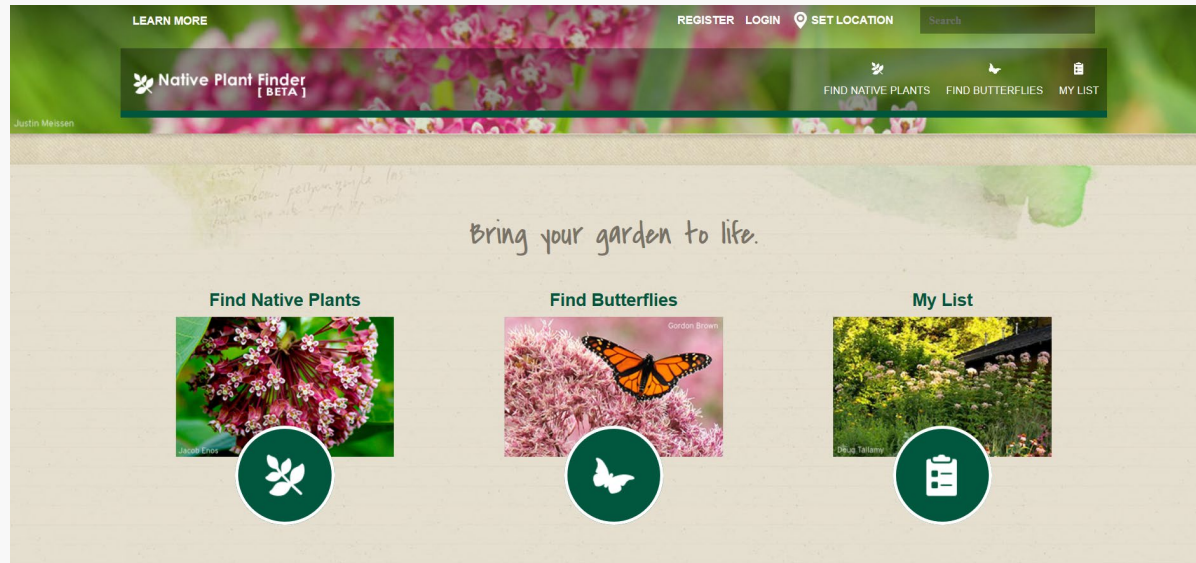 LEARN MORE
REGISTER LOGIN SET LOCATION Search
Native Plant Finder
[ BETA ]
FIND NATIVE PLANTS FIND BUTTERFLIES MY LIST
Justin Meissen
Bring your garden to life.
Find Native Plants
Find Butterflies
My List
Gordon Brown
Jacob Enos
Doug Tallamy